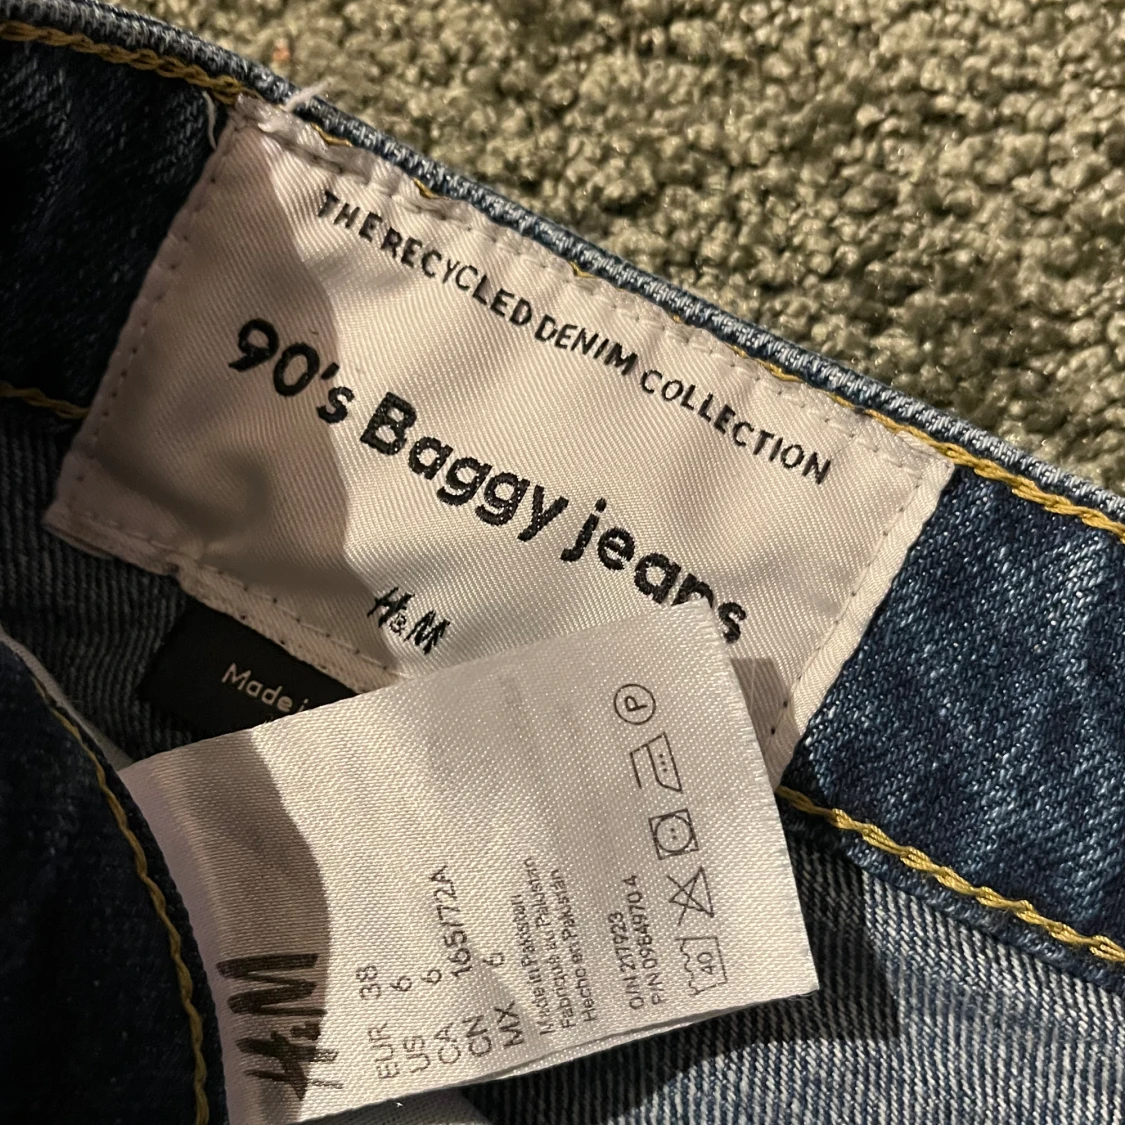 THE RECYCLED DENIM COLLECTION
90's Baggy jeans
H&M
Made i
H&M
EUR 38
US 6
CA 6
CN 165/72A
MX 6
Made in Pakistan
Fabriqué au Pakistan
Hecho en Pakistán
O/N 217923
P/N 0964970 4
40
P